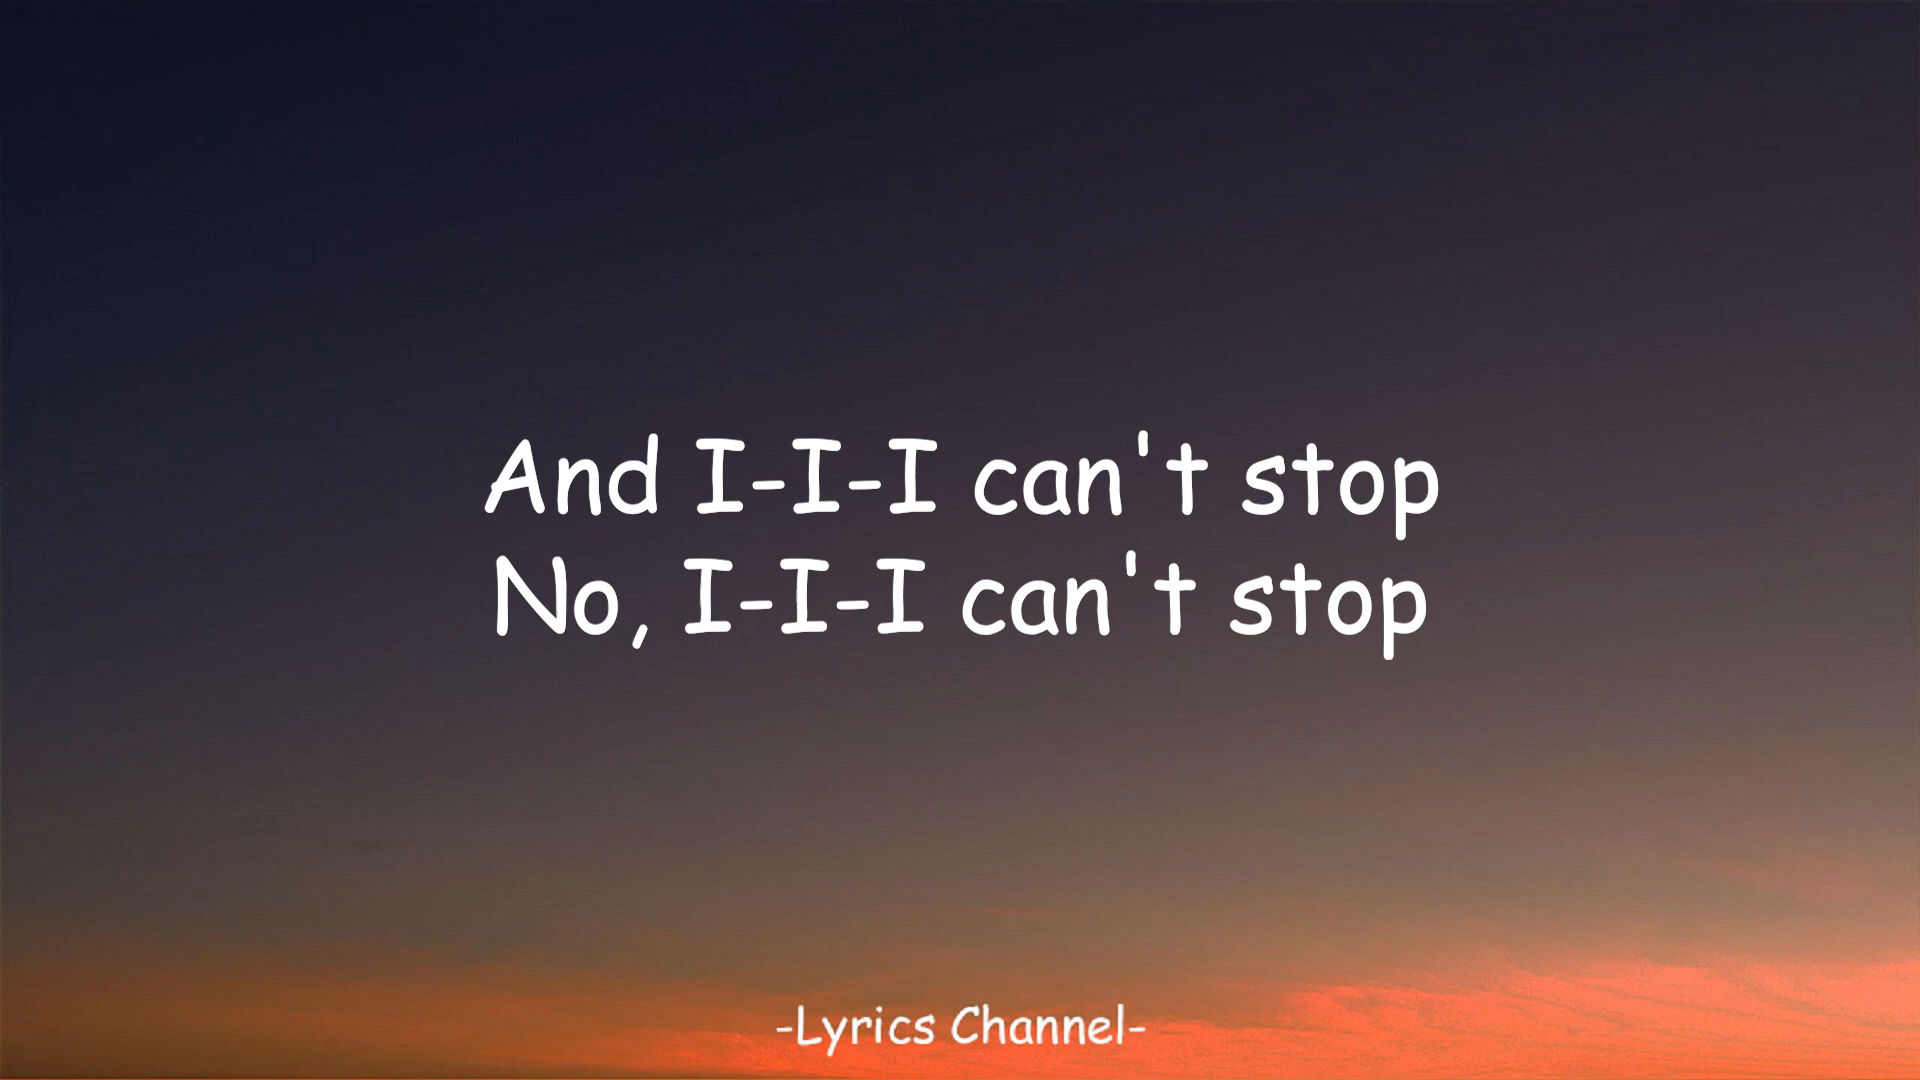 And I-I-I can't stop
No, I-I-I can't stop
-Lyrics Channel-